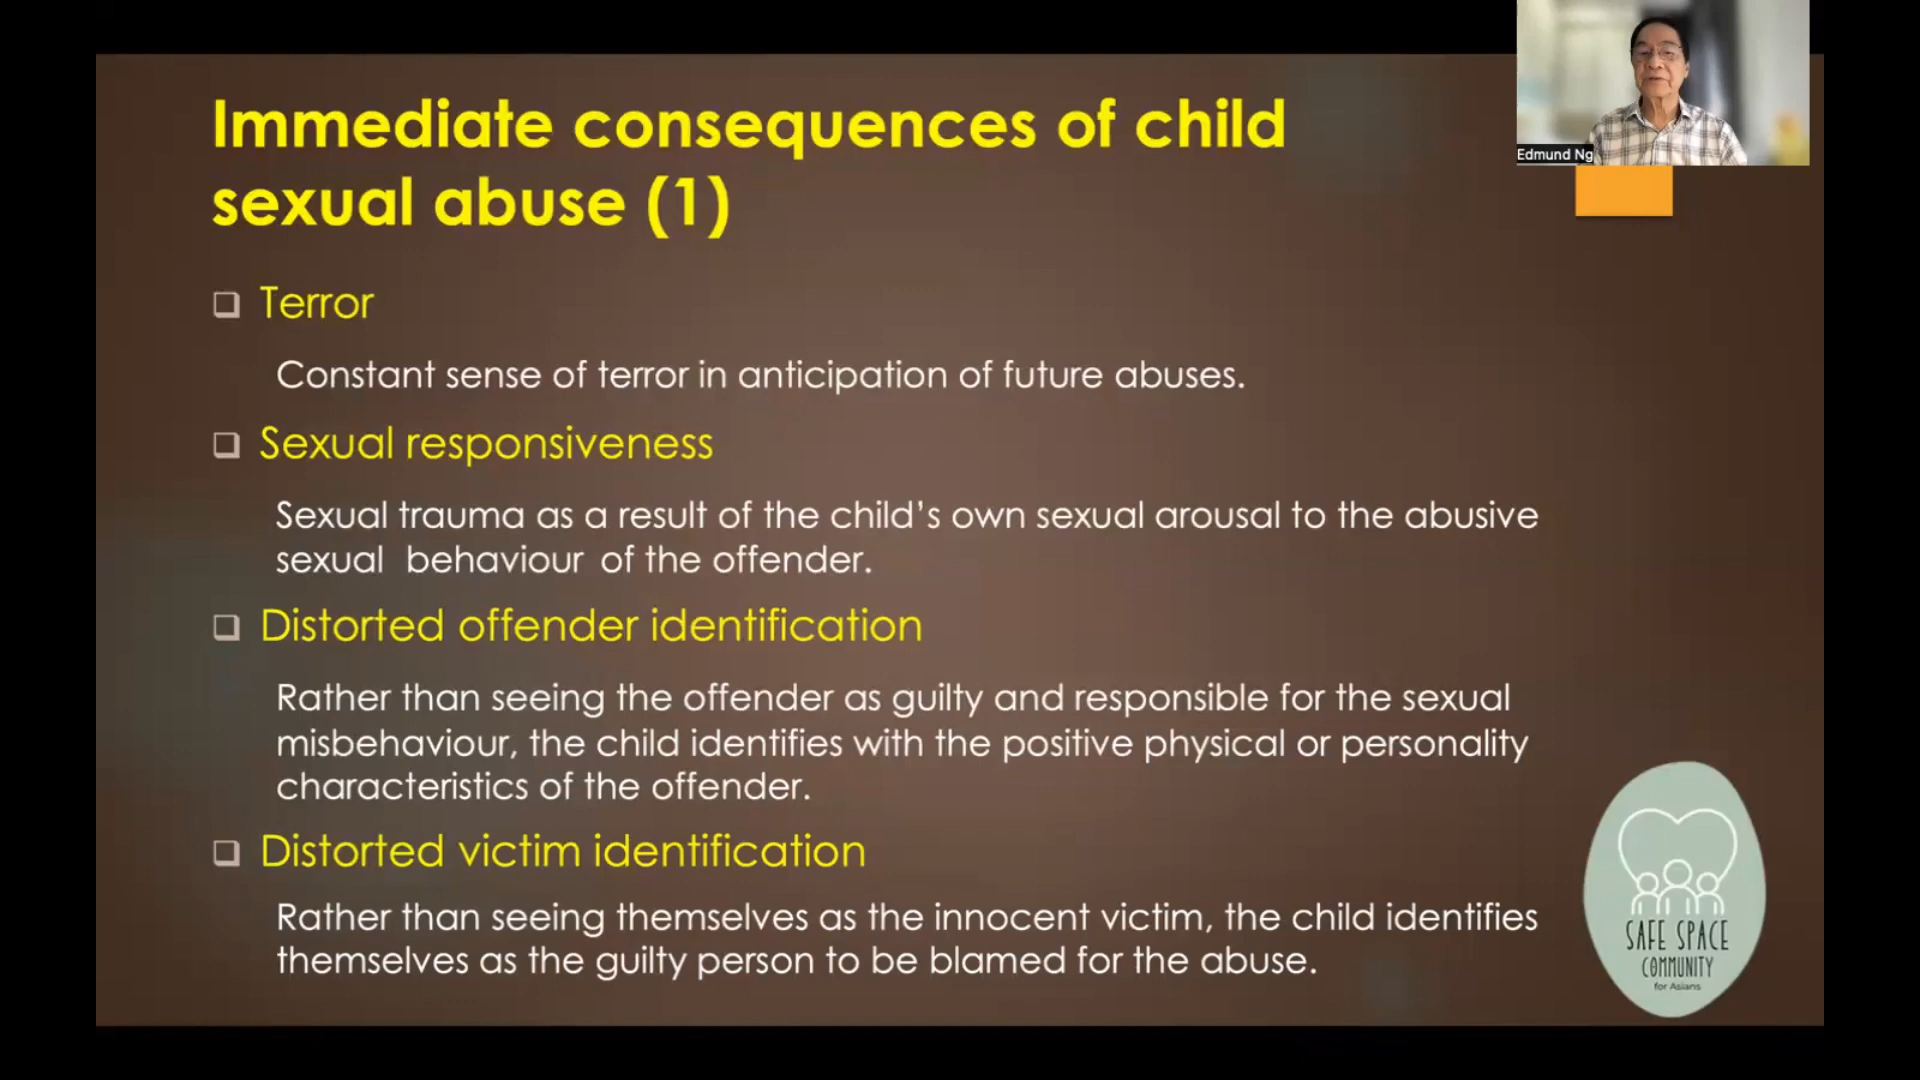 Immediate consequences of child
sexual abuse (1)
Edmund Ng
Terror
Constant sense of terror in anticipation of future abuses.
Sexual responsiveness
Sexual trauma as a result of the child’s own sexual arousal to the abusive
sexual behaviour of the offender.
Distorted offender identification
Rather than seeing the offender as guilty and responsible for the sexual
misbehaviour, the child identifies with the positive physical or personality
characteristics of the offender.
Distorted victim identification
Rather than seeing themselves as the innocent victim, the child identifies
themselves as the guilty person to be blamed for the abuse.
SAFE SPACE
COMMUNITY
for Asians